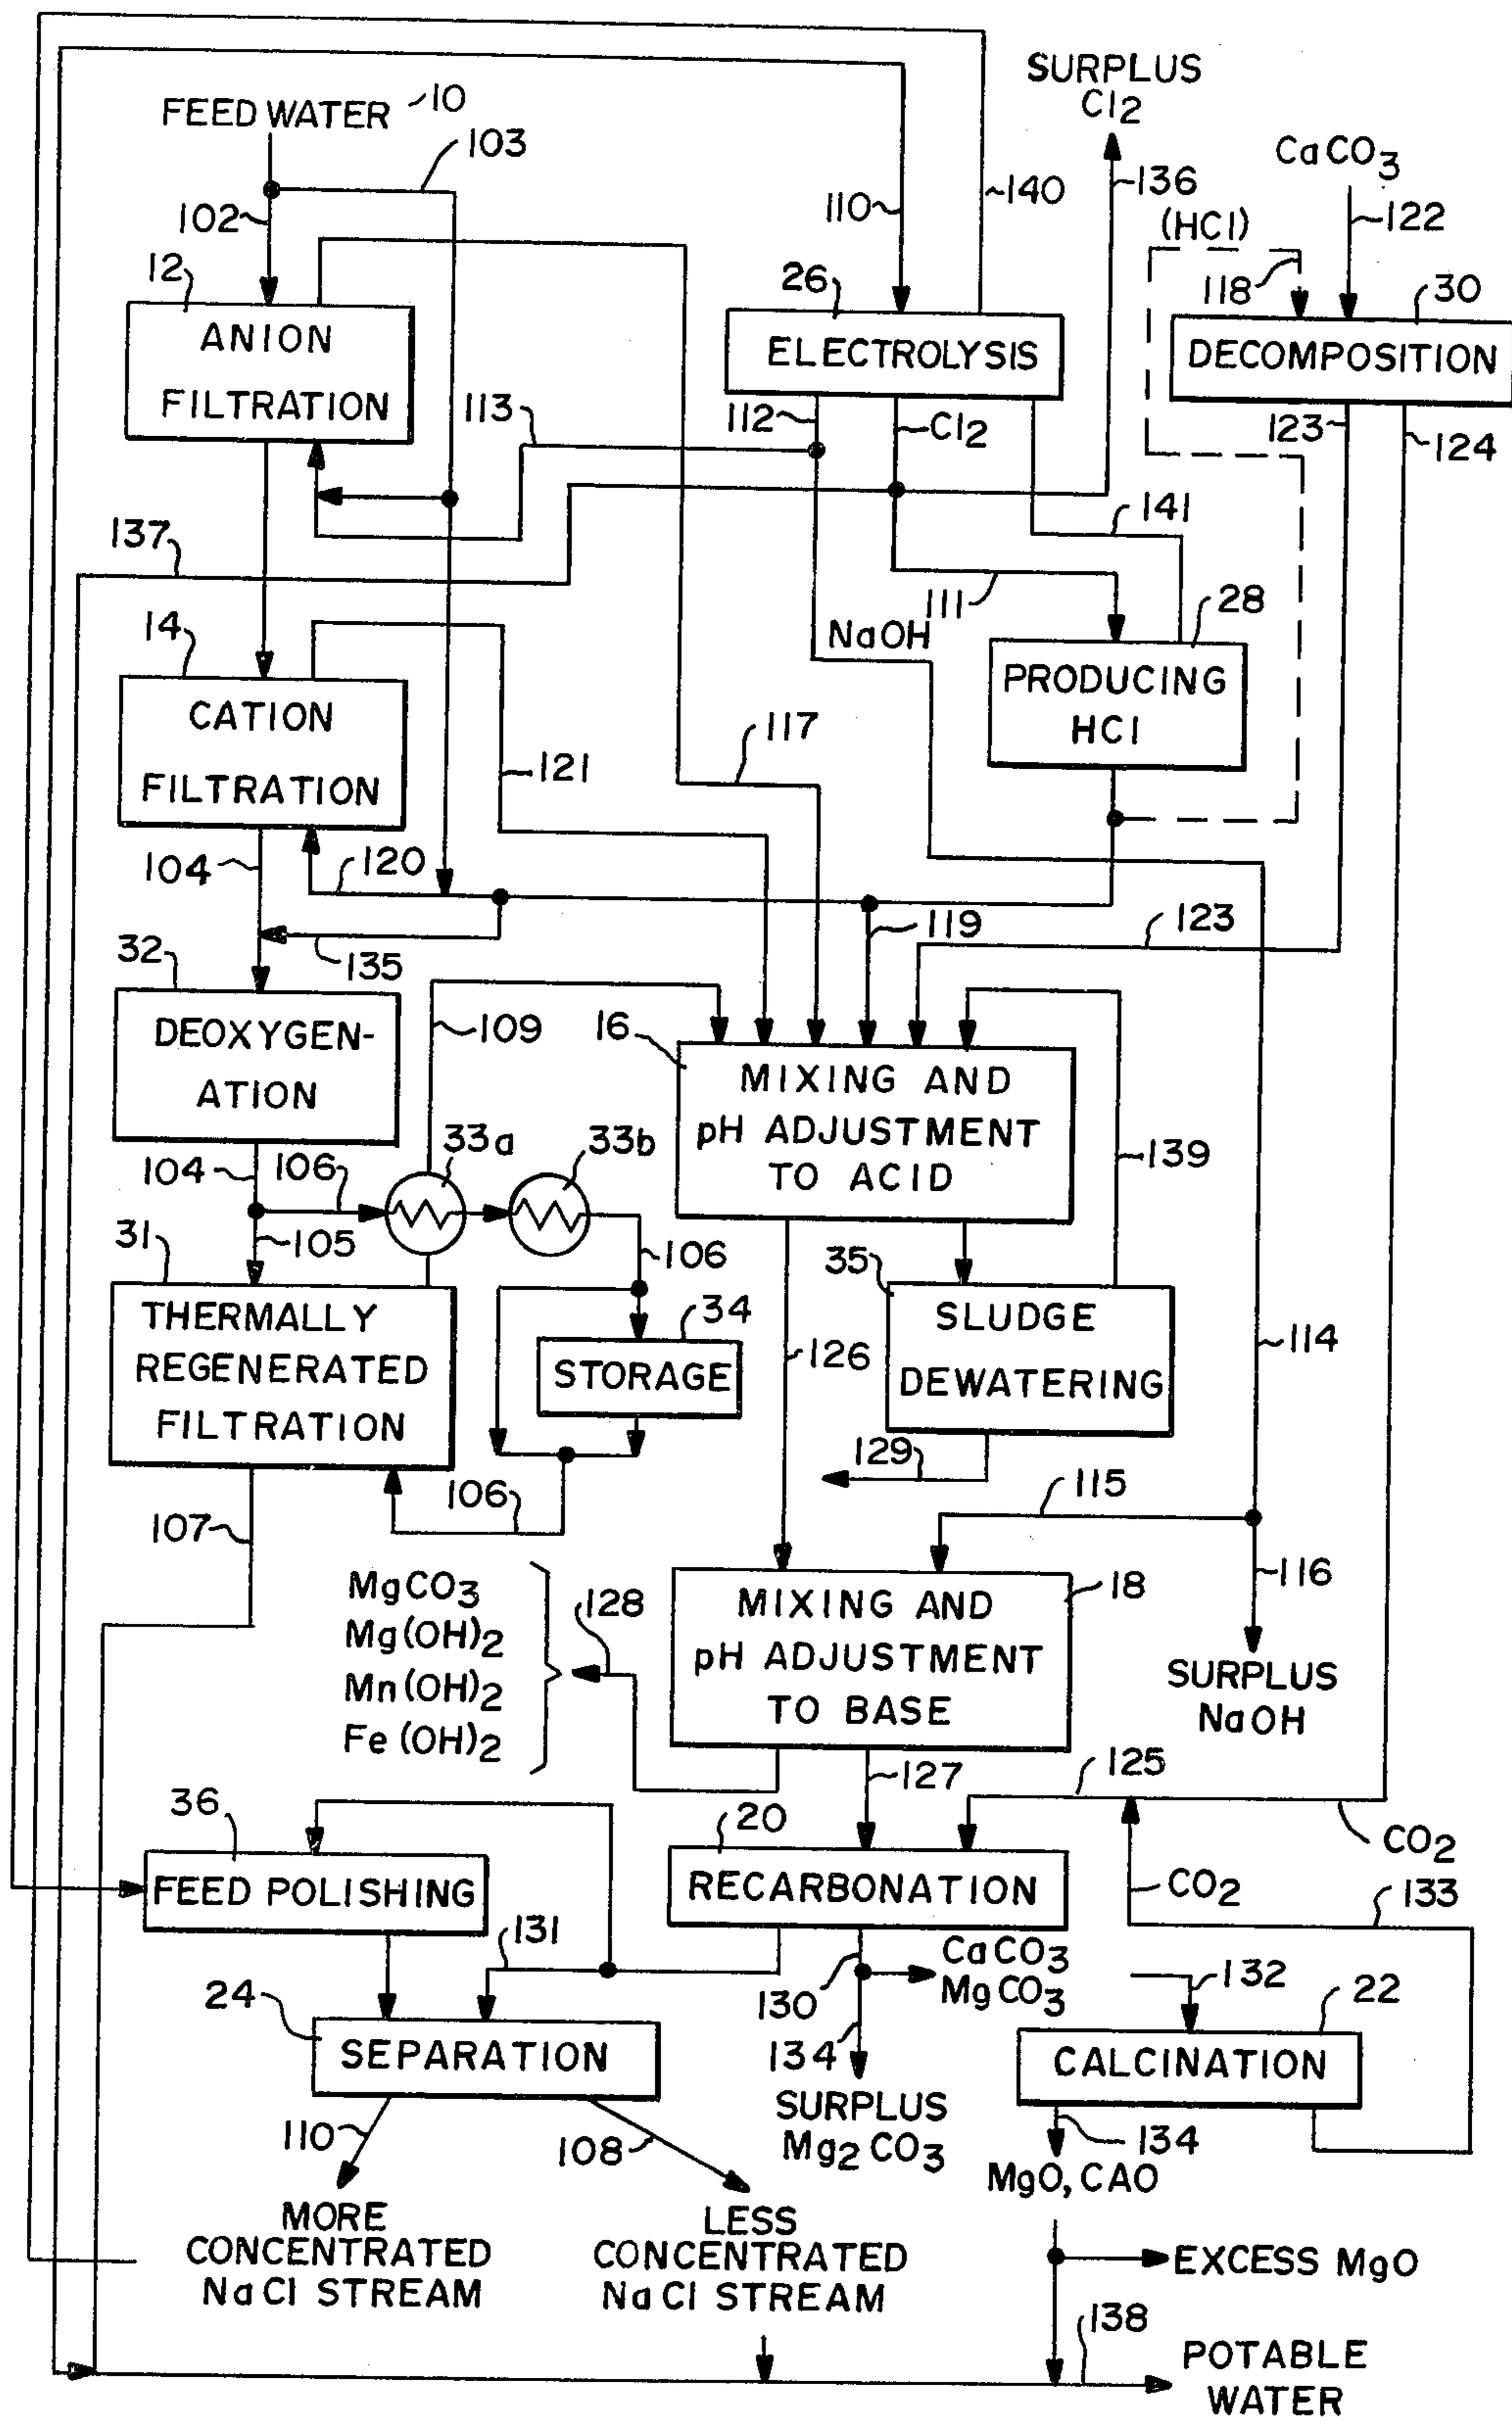 SURPLUS
Cl2
FEED WATER 10
103
CaCO3
102
110
140
136
(HCl)
122
118
12
26
30
ANION
FILTRATION
ELECTROLYSIS
DECOMPOSITION
113
112
Cl2
123
124
137
141
111
28
14
NaOH
CATION
FILTRATION
PRODUCING
HCl
117
121
104
120
119
123
135
32
109
16
DEOXYGEN-
ATION
MIXING AND
pH ADJUSTMENT
TO ACID
139
33a
33b
104
106
31
105
106
35
THERMALLY
REGENERATED
FILTRATION
34
STORAGE
SLUDGE
DEWATERING
126
114
129
106
115
107
116
MgCO3
Mg(OH)2
Mn(OH)2
Fe(OH)2
128
18
MIXING AND
pH ADJUSTMENT
TO BASE
SURPLUS
NaOH
127
125
36
20
CO2
FEED POLISHING
RECARBONATION
CO2
133
131
CaCO3
MgCO3
130
132
22
24
134
SEPARATION
CALCINATION
SURPLUS
Mg2CO3
110
108
134
MgO, CAO
MORE
CONCENTRATED
NaCl STREAM
LESS
CONCENTRATED
NaCl STREAM
EXCESS MgO
138
POTABLE
WATER